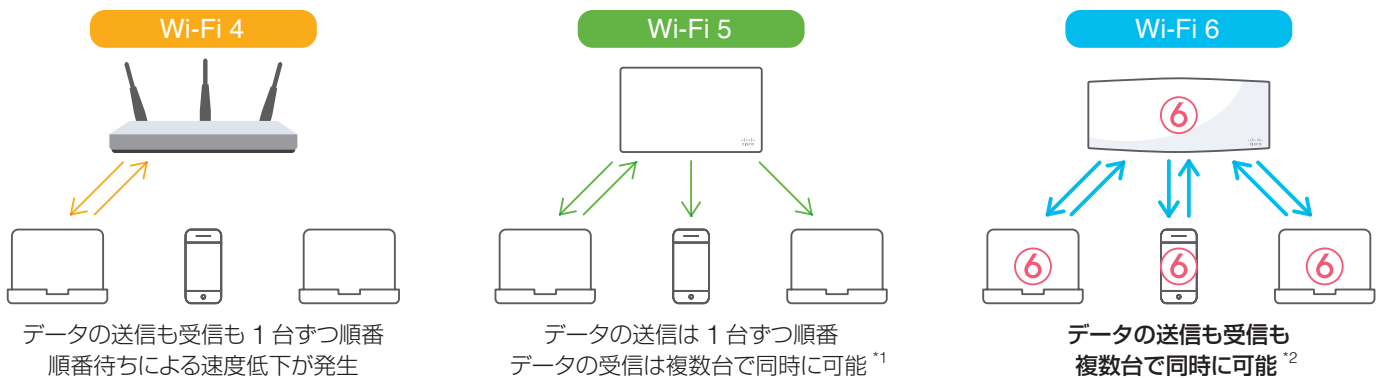 Wi-Fi 4
データの送信も受信も 1 台ずつ順番
順番待ちによる速度低下が発生
Wi-Fi 5
cisco
データの送信は 1 台ずつ順番
データの受信は複数台で同時に可能 *1
Wi-Fi 6
⑥
cisco
⑥
⑥
⑥
データの送信も受信も
複数台で同時に可能 *2